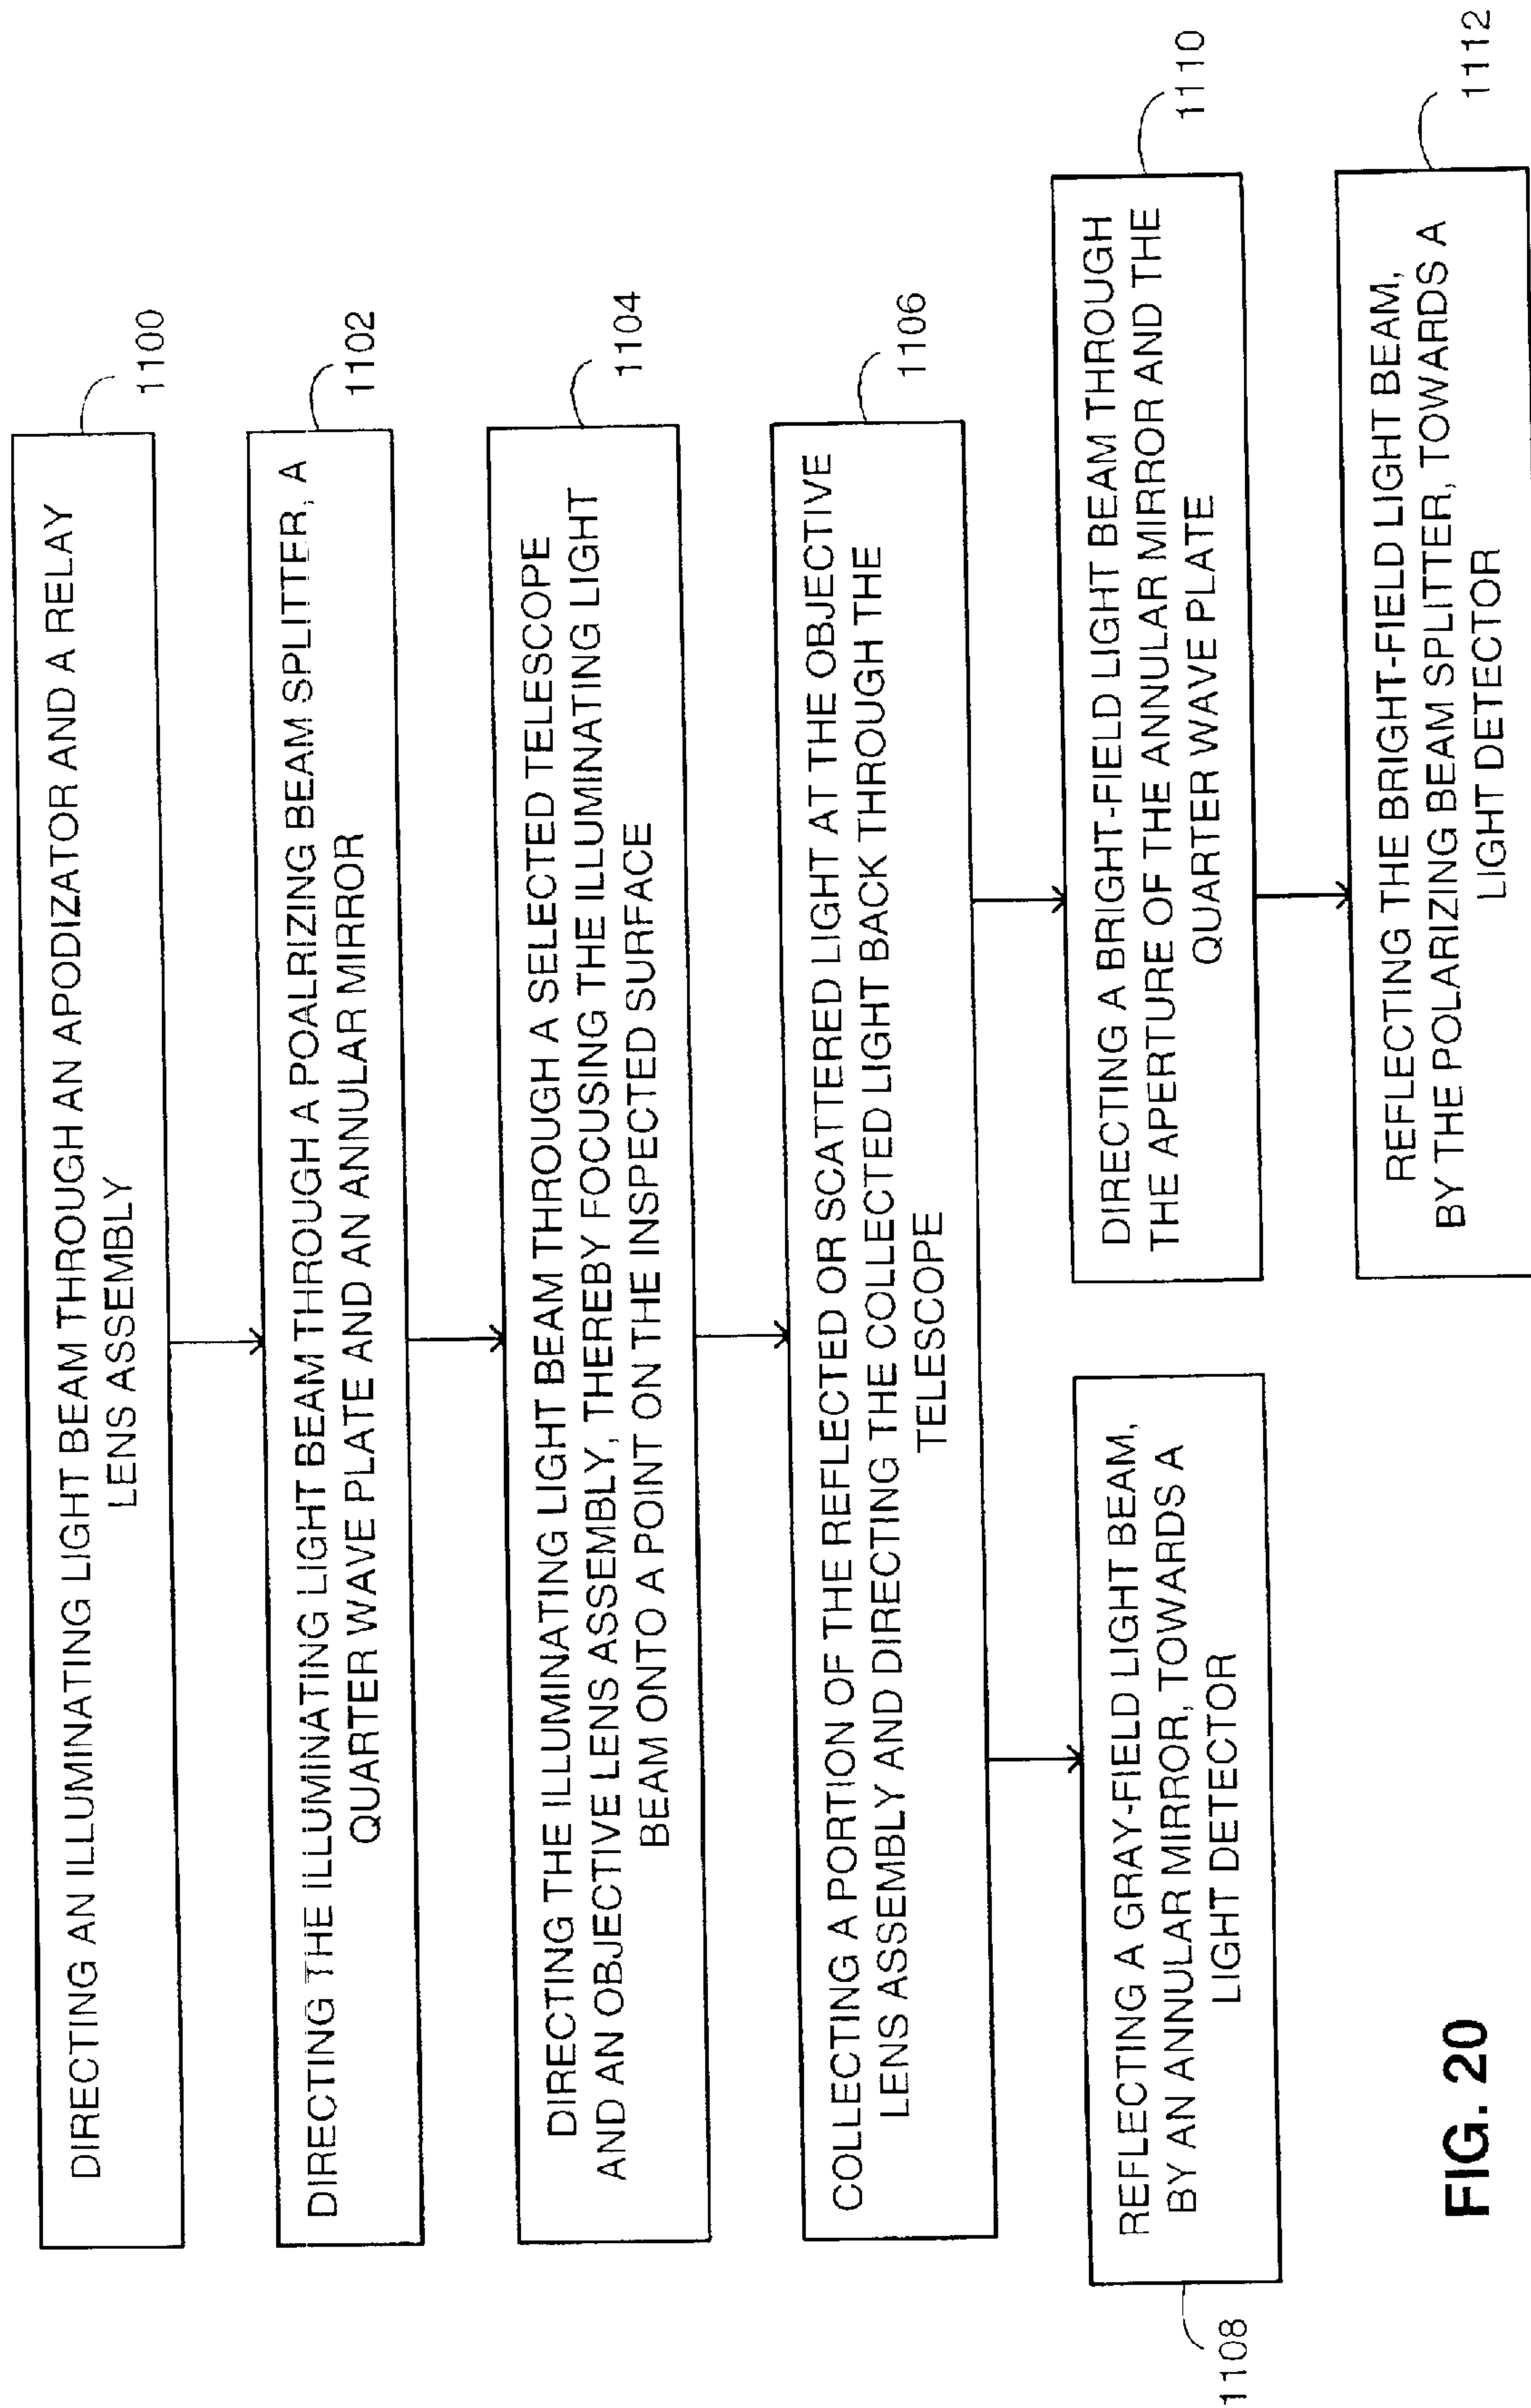 DIRECTING AN ILLUMINATING LIGHT BEAM THROUGH AN APODIZATOR AND A RELAY
LENS ASSEMBLY
1100
DIRECTING THE ILLUMINATING LIGHT BEAM THROUGH A POALRIZING BEAM SPLITTER, A
QUARTER WAVE PLATE AND AN ANNULAR MIRROR
1102
DIRECTING THE ILLUMINATING LIGHT BEAM THROUGH A SELECTED TELESCOPE
AND AN OBJECTIVE LENS ASSEMBLY, THEREBY FOCUSING THE ILLUMINATING LIGHT
BEAM ONTO A POINT ON THE INSPECTED SURFACE
1104
COLLECTING A PORTION OF THE REFLECTED OR SCATTERED LIGHT AT THE OBJECTIVE
LENS ASSEMBLY AND DIRECTING THE COLLECTED LIGHT BACK THROUGH THE
TELESCOPE
1106
REFLECTING A GRAY-FIELD LIGHT BEAM,
BY AN ANNULAR MIRROR, TOWARDS A
LIGHT DETECTOR
1108
DIRECTING A BRIGHT-FIELD LIGHT BEAM THROUGH
THE APERTURE OF THE ANNULAR MIRROR AND THE
QUARTER WAVE PLATE
1110
REFLECTING THE BRIGHT-FIELD LIGHT BEAM,
BY THE POLARIZING BEAM SPLITTER, TOWARDS A
LIGHT DETECTOR
1112
FIG. 20